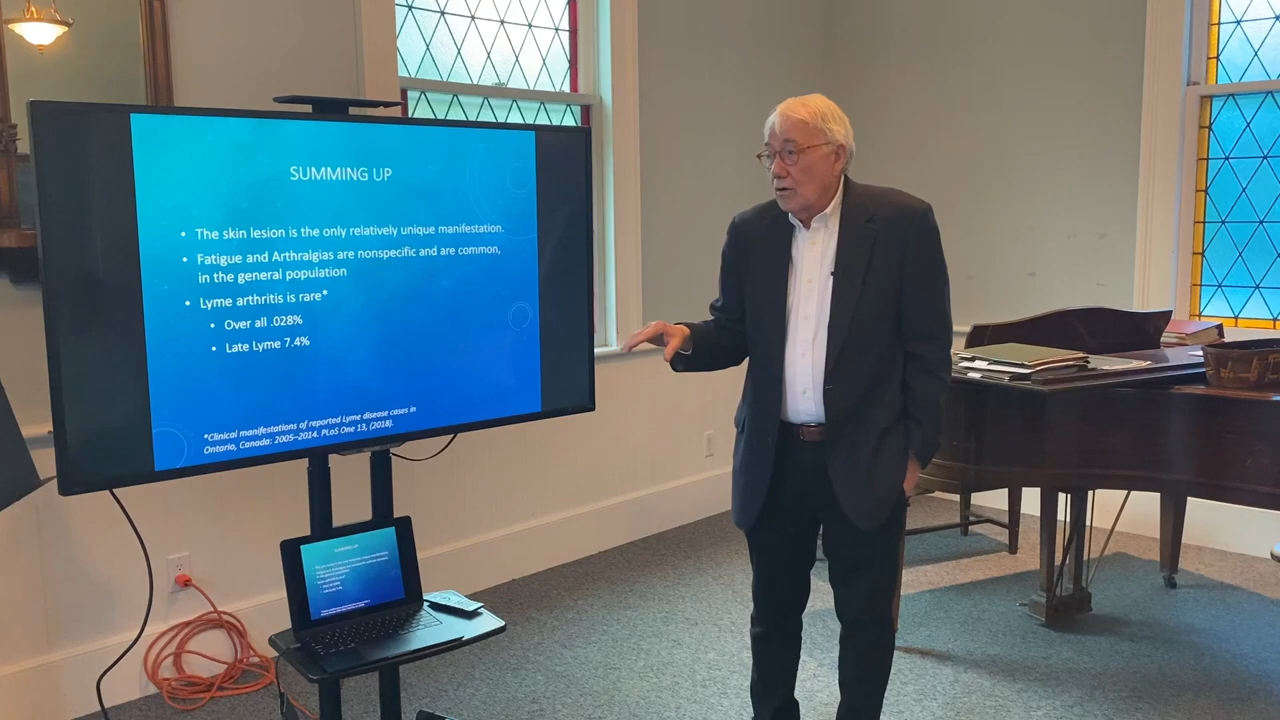 SUMMING UP
• The skin lesion is the only relatively unique manifestation.
• Fatigue and Arthralgias are nonspecific and are common,
in the general population
• Lyme arthritis is rare*
• Over all .028%
• Late Lyme 7.4%
*Clinical manifestations of reported Lyme disease cases in
Ontario, Canada: 2005–2014. PLoS One 13, (2018).
SUMMING UP